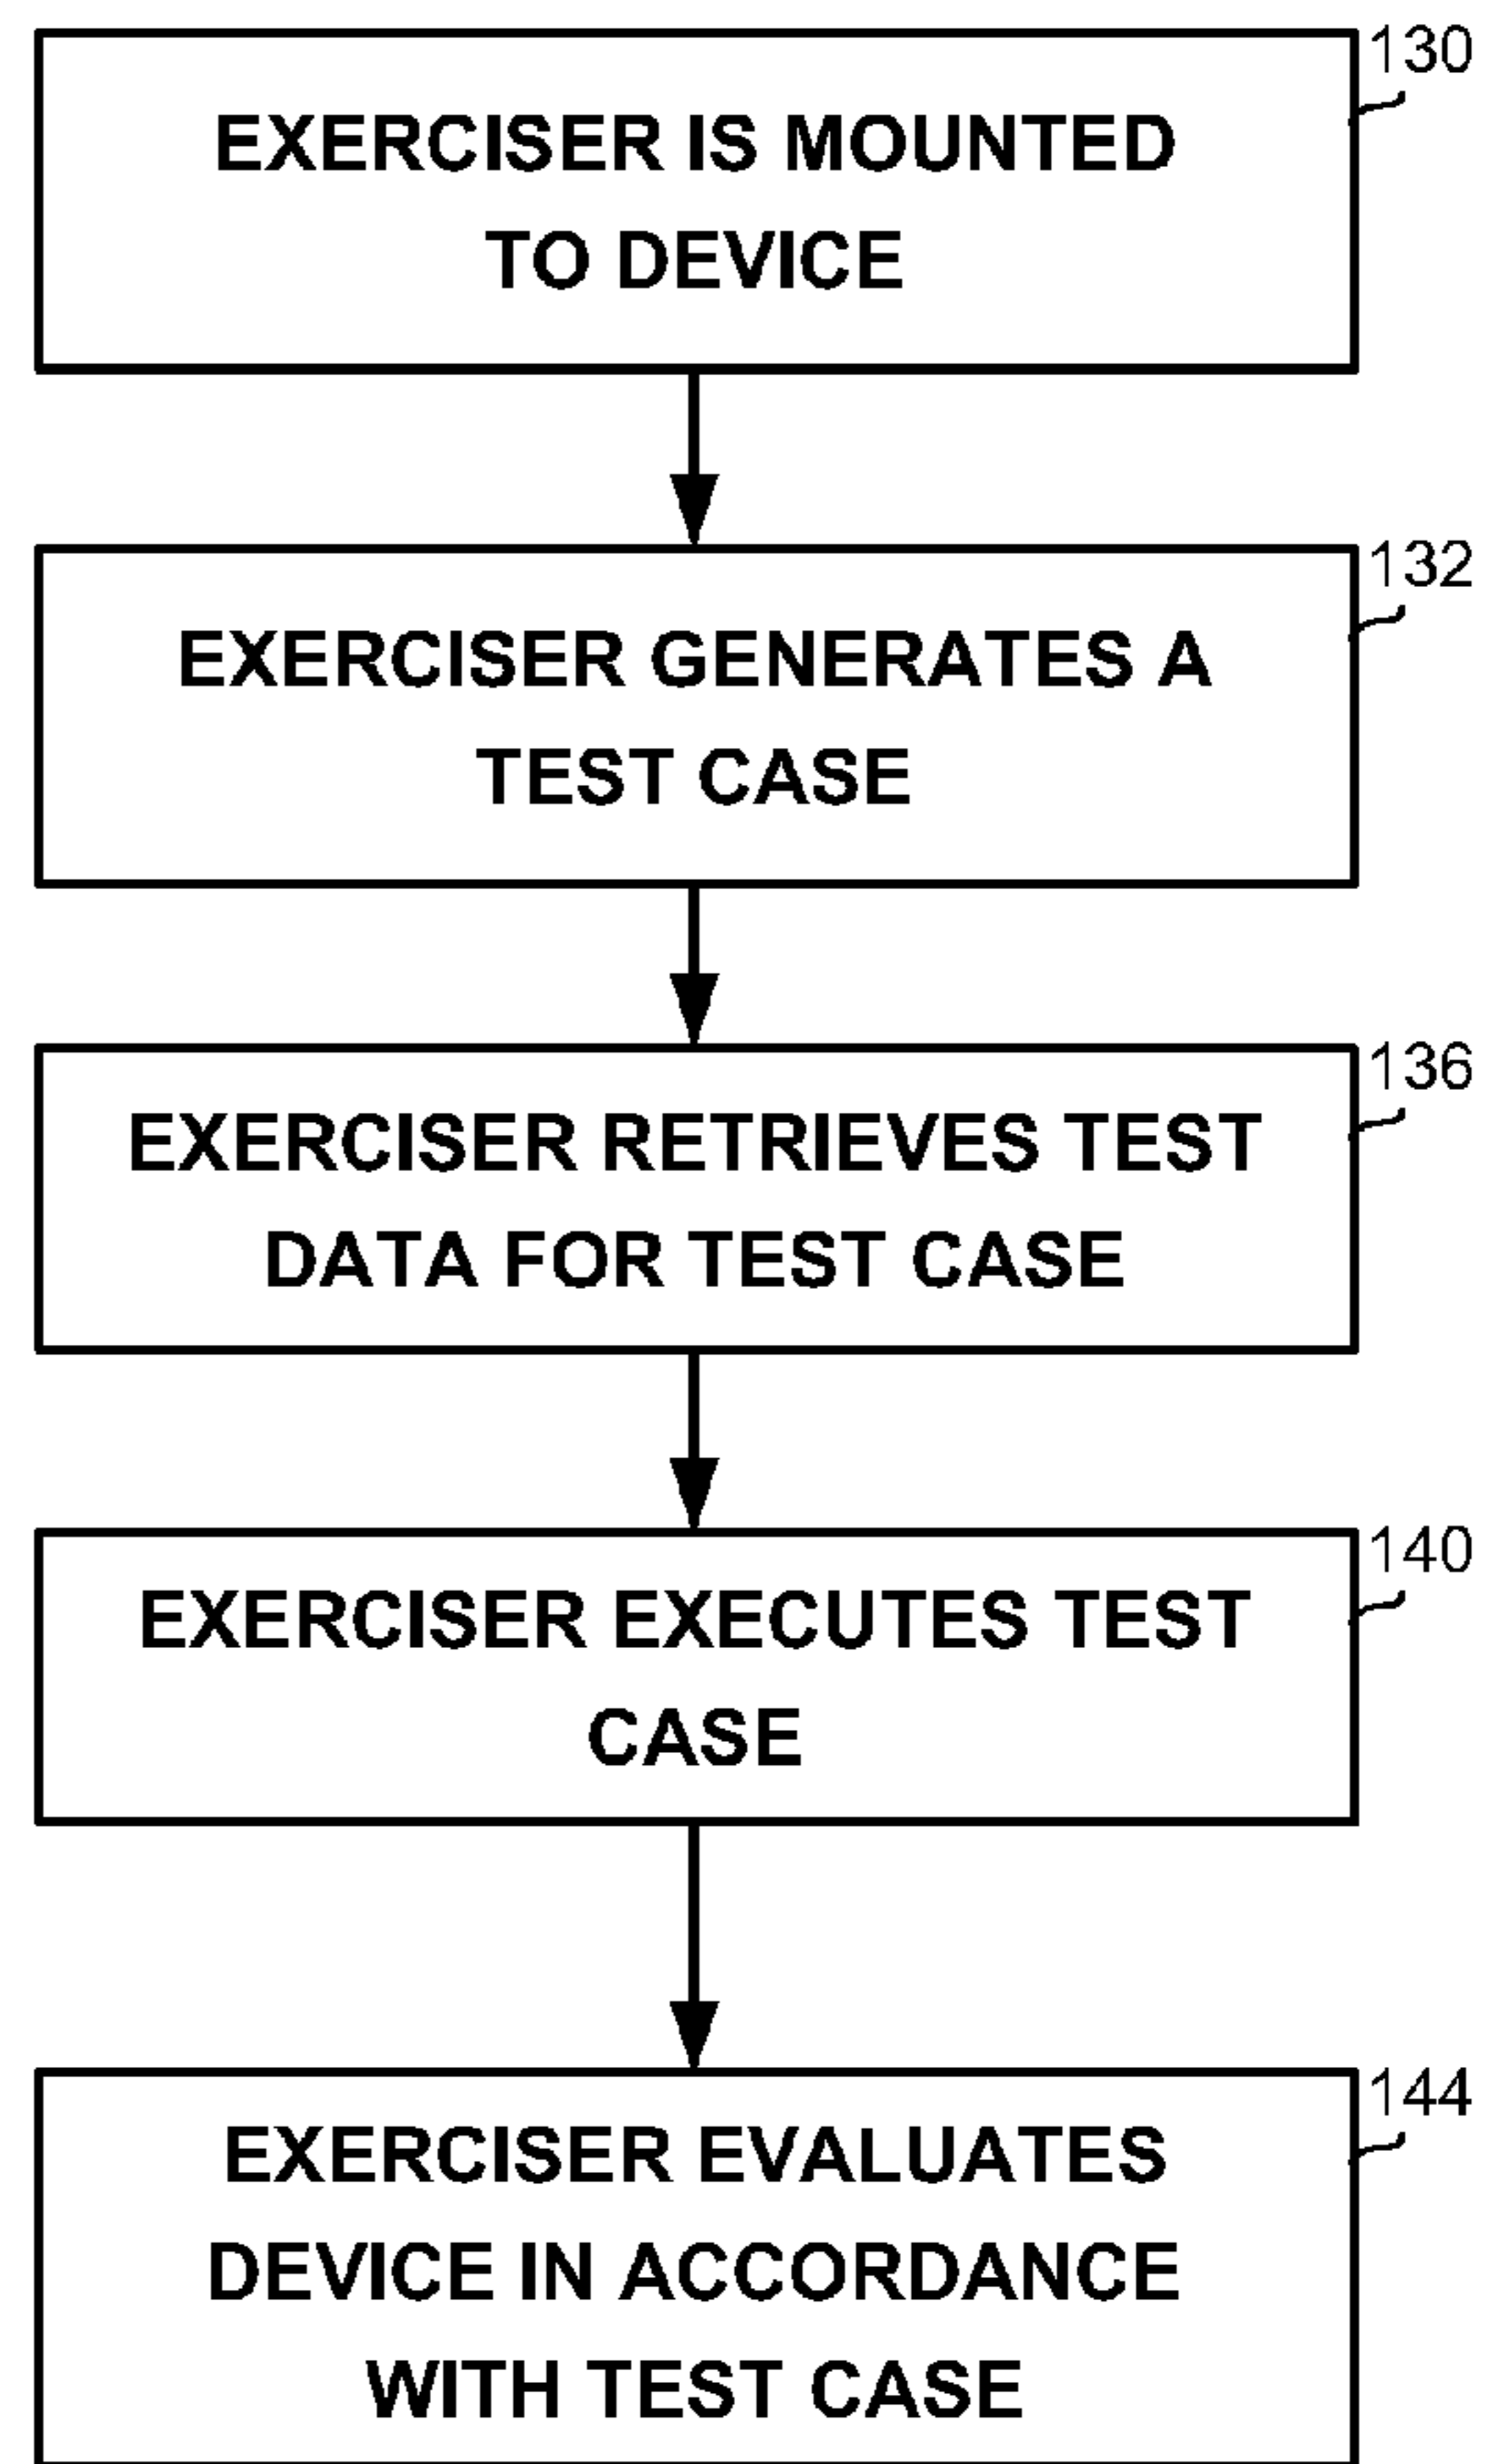 130
EXERCISER IS MOUNTED
TO DEVICE
132
EXERCISER GENERATES A
TEST CASE
136
EXERCISER RETRIEVES TEST
DATA FOR TEST CASE
140
EXERCISER EXECUTES TEST
CASE
144
EXERCISER EVALUATES
DEVICE IN ACCORDANCE
WITH TEST CASE